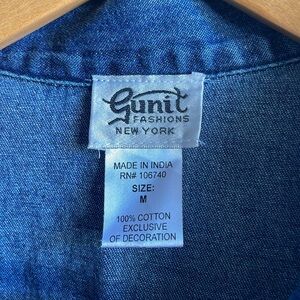 Gunit
FASHIONS
NEW YORK
MADE IN INDIA
RN# 106740
SIZE:
M
100% COTTON
EXCLUSIVE
OF DECORATION